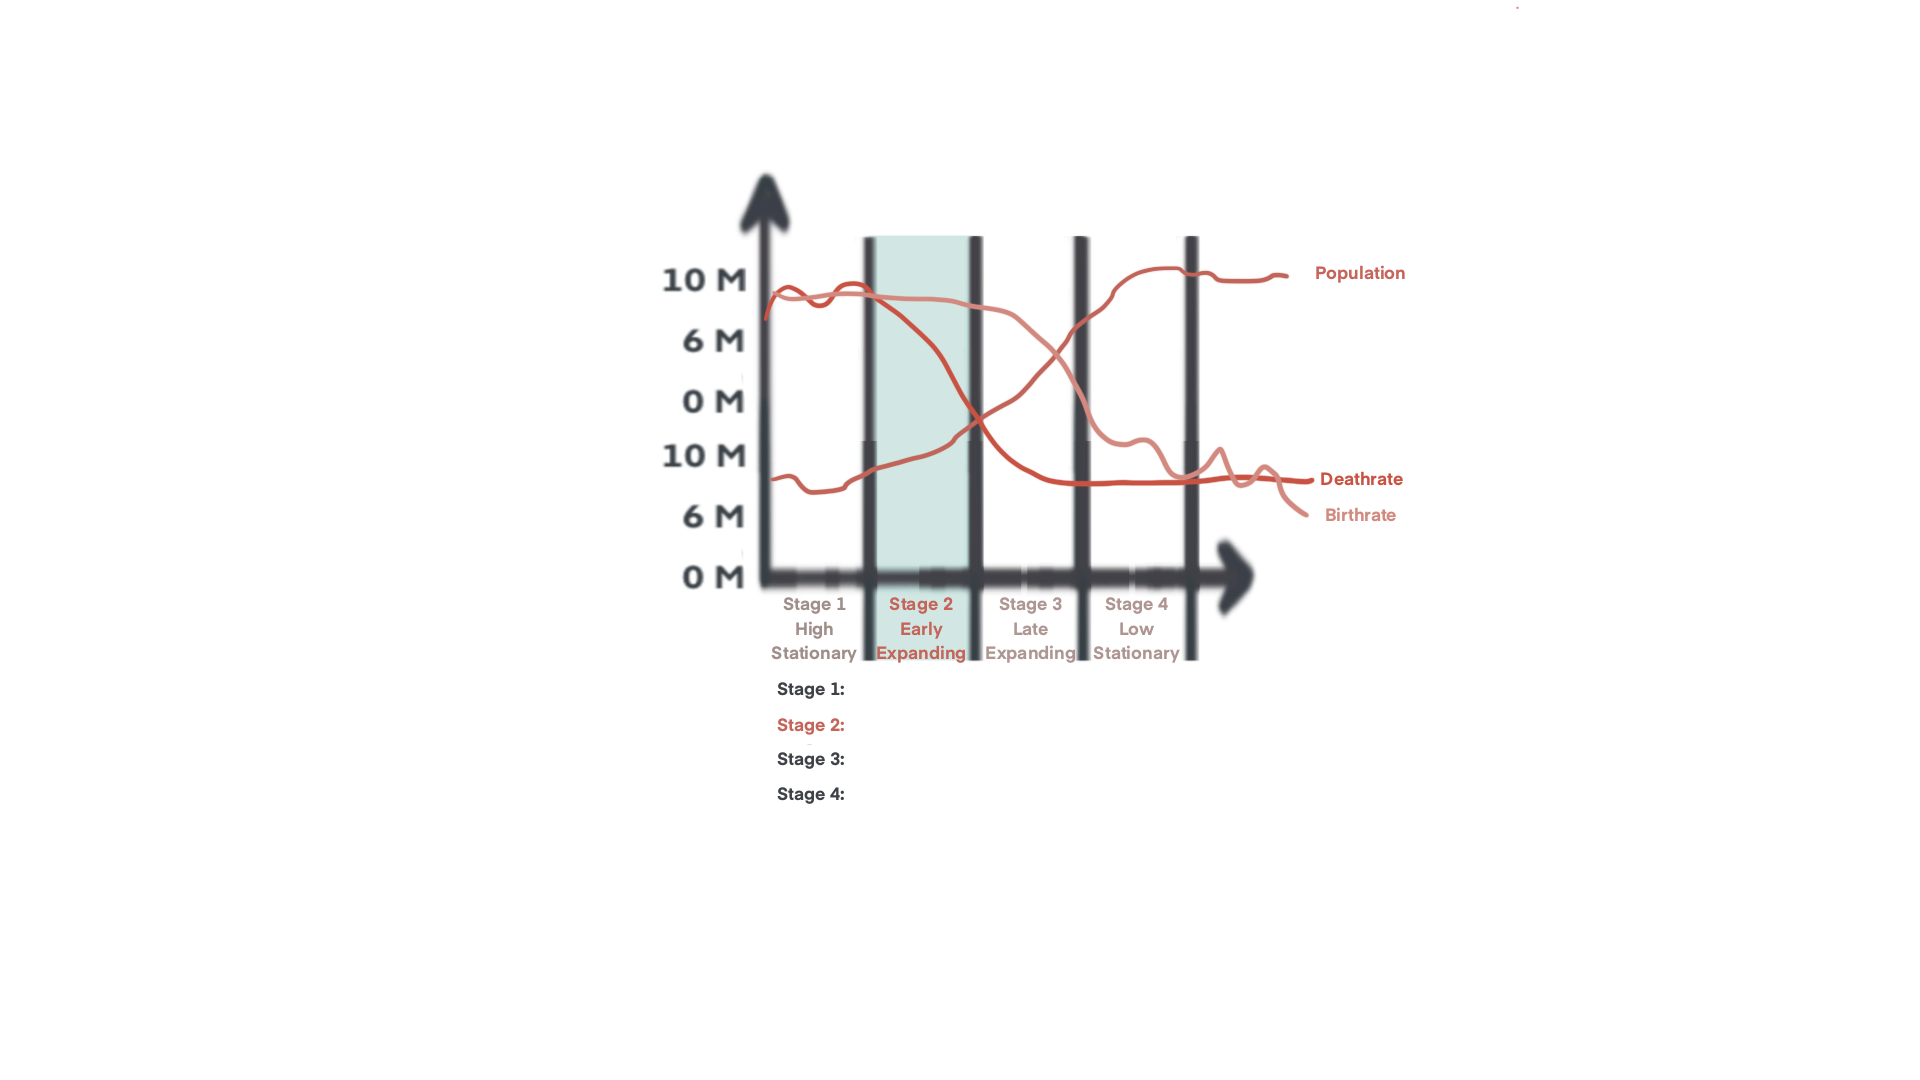 10 M
6 M
0 M
10 M
6 M
0 M
Population
Deathrate
Birthrate
Stage 1
High
Stationary
Stage 2
Early
Expanding
Stage 3
Late
Expanding
Stage 4
Low
Stationary
Stage 1:
Stage 2:
Stage 3:
Stage 4: